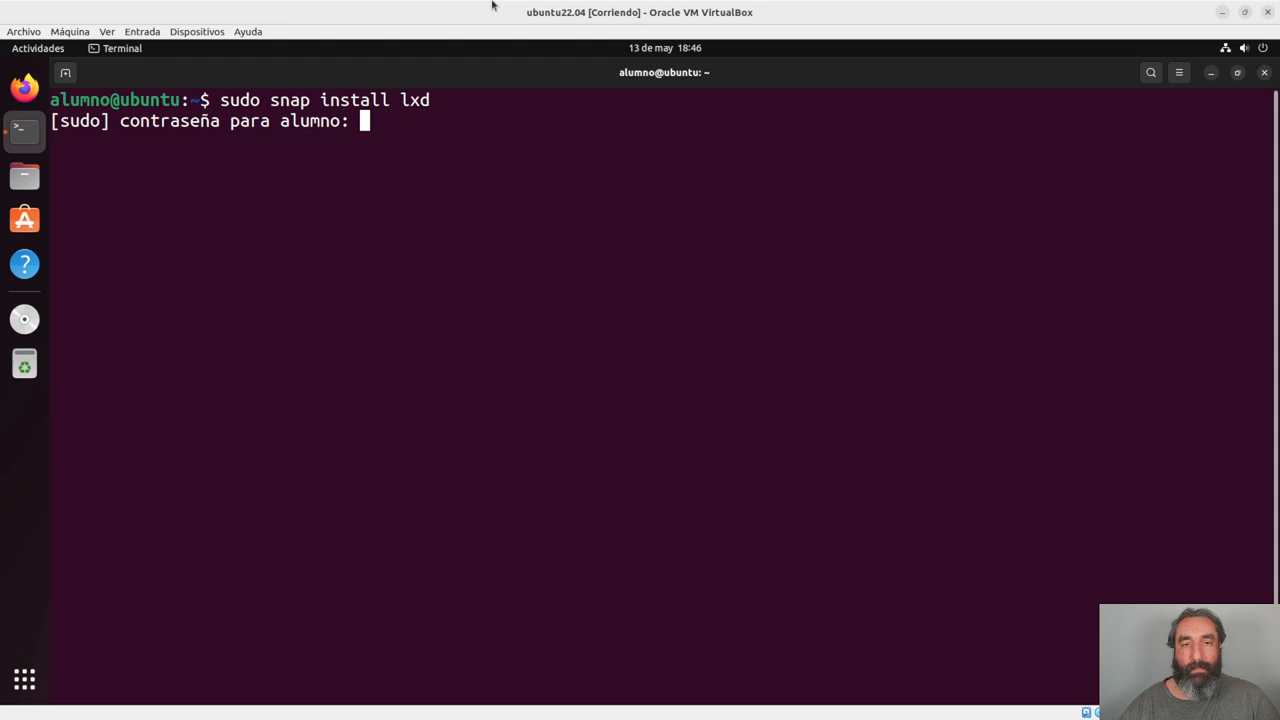 ubuntu22.04 [Corriendo] - Oracle VM VirtualBox
Archivo Máquina Ver Entrada Dispositivos Ayuda
Actividades Terminal 13 de may 18:46
alumno@ubuntu: ~
alumno@ubuntu:~$ sudo snap install lxd
[sudo] contraseña para alumno: